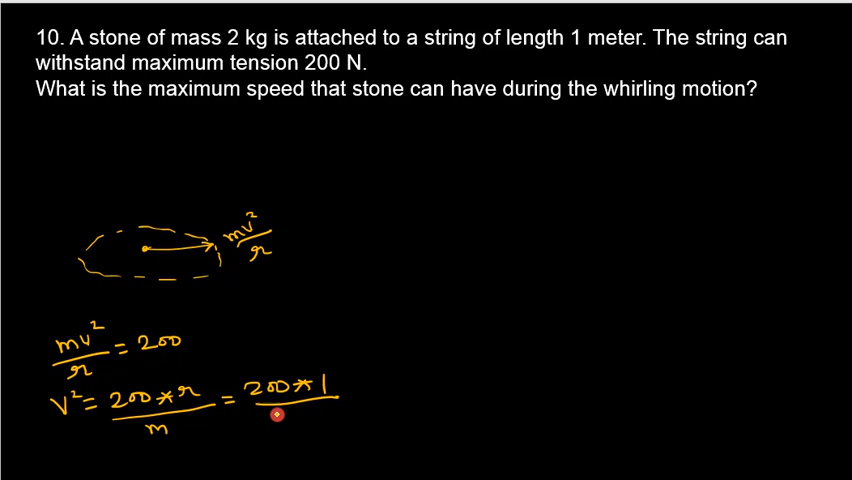 10. A stone of mass 2 kg is attached to a string of length 1 meter. The string can
withstand maximum tension 200 N.
What is the maximum speed that stone can have during the whirling motion?
mv²/r
mv²/r = 200
v² = 200*r/m = 200*1